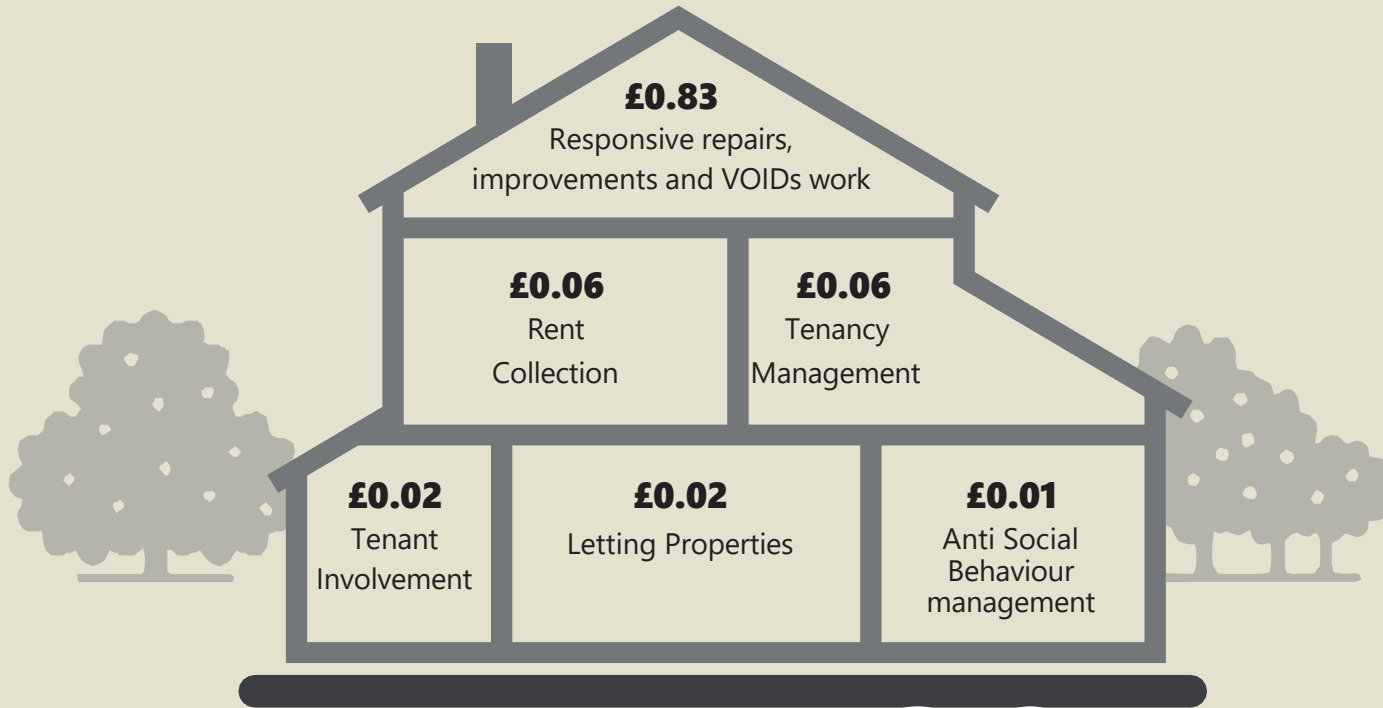 £0.83
Responsive repairs,
improvements and VOIDs work
£0.06
Rent
Collection
£0.06
Tenancy
Management
£0.02
Tenant
Involvement
£0.02
Letting Properties
£0.01
Anti Social
Behaviour
management